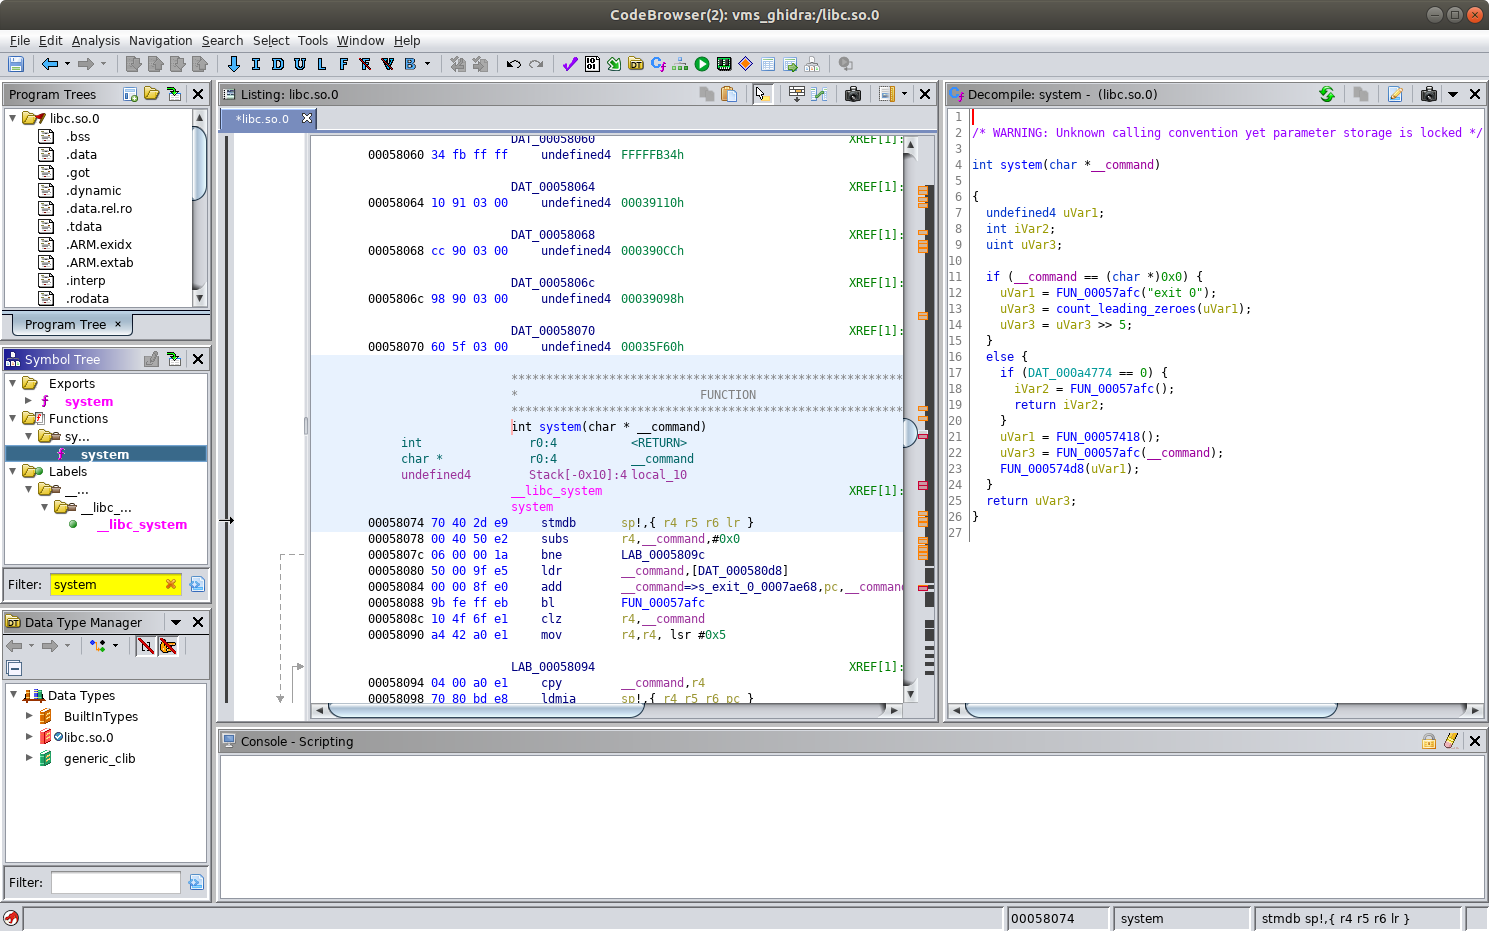 CodeBrowser(2): vms_ghidra:/libc.so.0
File Edit Analysis Navigation Search Select Tools Window Help
I D U L F B
Program Trees
libc.so.0
.bss
.data
.got
.dynamic
.data.rel.ro
.tdata
.ARM.exidx
.ARM.extab
.interp
.rodata
Program Tree ×
Symbol Tree
Exports
f system
Functions
sy...
f system
Labels
__...
__libc_...
__libc_system
Filter: system
Data Type Manager
Data Types
BuiltInTypes
libc.so.0
generic_clib
Filter:
Listing: libc.so.0
*libc.so.0
DAT_00058060 XREF[1]:
00058060 34 fb ff ff undefined4 FFFFFB34h
DAT_00058064 XREF[1]:
00058064 10 91 03 00 undefined4 00039110h
DAT_00058068 XREF[1]:
00058068 cc 90 03 00 undefined4 000390CCh
DAT_0005806c XREF[1]:
0005806c 98 90 03 00 undefined4 00039098h
DAT_00058070 XREF[1]:
00058070 60 5f 03 00 undefined4 00035F60h
********************************************************
* FUNCTION
********************************************************
int system(char * __command)
int r0:4 <RETURN>
char * r0:4 __command
undefined4 Stack[-0x10]:4 local_10
__libc_system XREF[1]:
system
00058074 70 40 2d e9 stmdb sp!,{ r4 r5 r6 lr }
00058078 00 40 50 e2 subs r4,__command,#0x0
0005807c 06 00 00 1a bne LAB_0005809c
00058080 50 00 9f e5 ldr __command,[DAT_000580d8]
00058084 00 00 8f e0 add __command=>s_exit_0_0007ae68,pc,__command
00058088 9b fe ff eb bl FUN_00057afc
0005808c 10 4f 6f e1 clz r4,__command
00058090 a4 42 a0 e1 mov r4,r4, lsr #0x5
LAB_00058094 XREF[1]:
00058094 04 00 a0 e1 cpy __command,r4
00058098 70 80 bd e8 ldmia sp!,{ r4 r5 r6 pc }
Decompile: system - (libc.so.0)
1
2 /* WARNING: Unknown calling convention yet parameter storage is locked */
3
4 int system(char *__command)
5
6 {
7 undefined4 uVar1;
8 int iVar2;
9 uint uVar3;
10
11 if (__command == (char *)0x0) {
12 uVar1 = FUN_00057afc("exit 0");
13 uVar3 = count_leading_zeroes(uVar1);
14 uVar3 = uVar3 >> 5;
15 }
16 else {
17 if (DAT_000a4774 == 0) {
18 iVar2 = FUN_00057afc();
19 return iVar2;
20 }
21 uVar1 = FUN_00057418();
22 uVar3 = FUN_00057afc(__command);
23 FUN_000574d8(uVar1);
24 }
25 return uVar3;
26 }
27
Console - Scripting
00058074 system stmdb sp!,{ r4 r5 r6 lr }